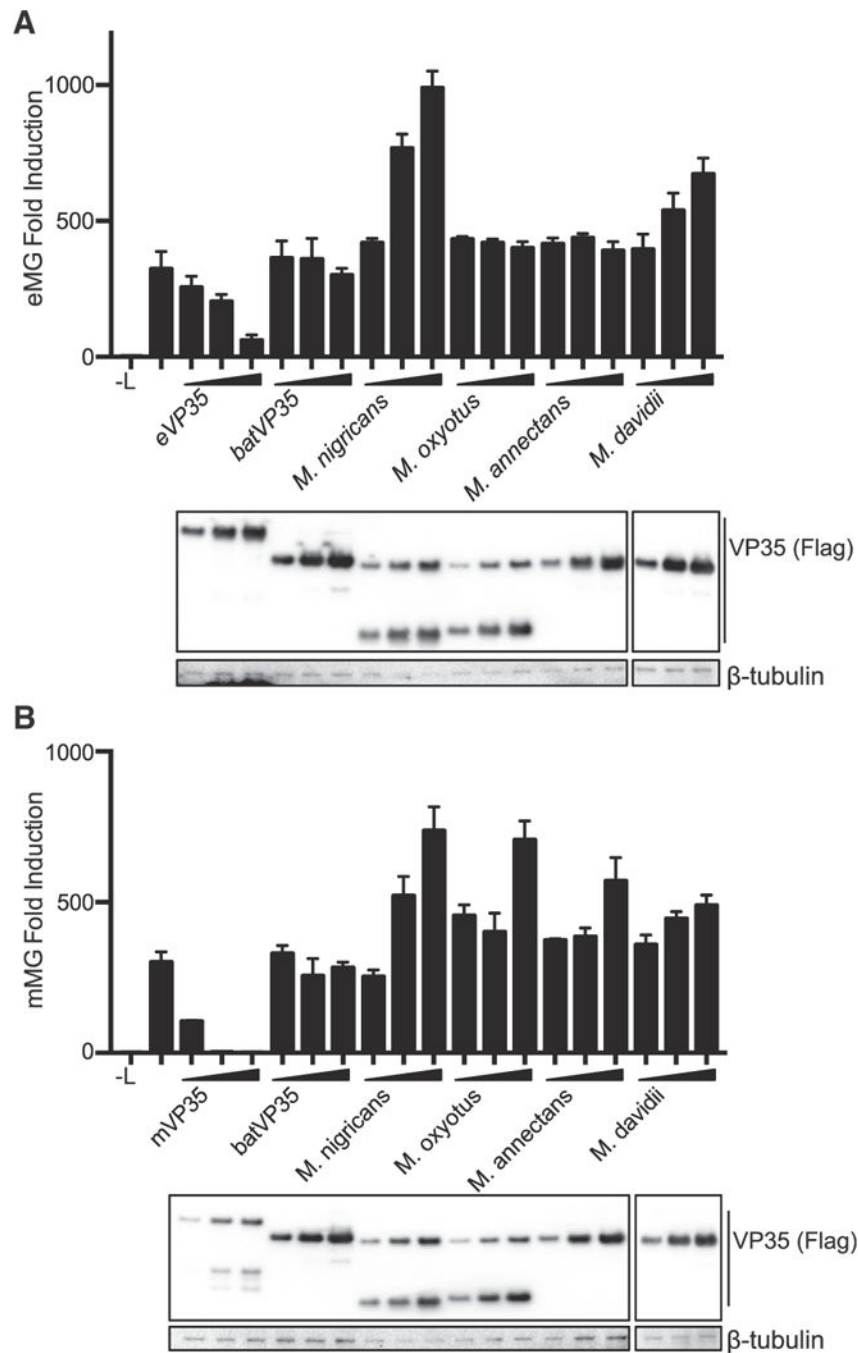 A
eMG Fold Induction
1000
500
0
-L
eVP35
batVP35
M. nigricans
M. oxyotus
M. annectans
M. davidii
VP35 (Flag)
β-tubulin
B
mMG Fold Induction
1000
500
0
-L
mVP35
batVP35
M. nigricans
M. oxyotus
M. annectans
M. davidii
VP35 (Flag)
β-tubulin